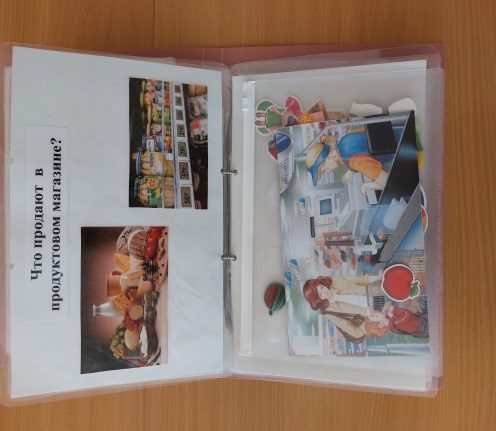 Что продают в
продуктовом магазине?